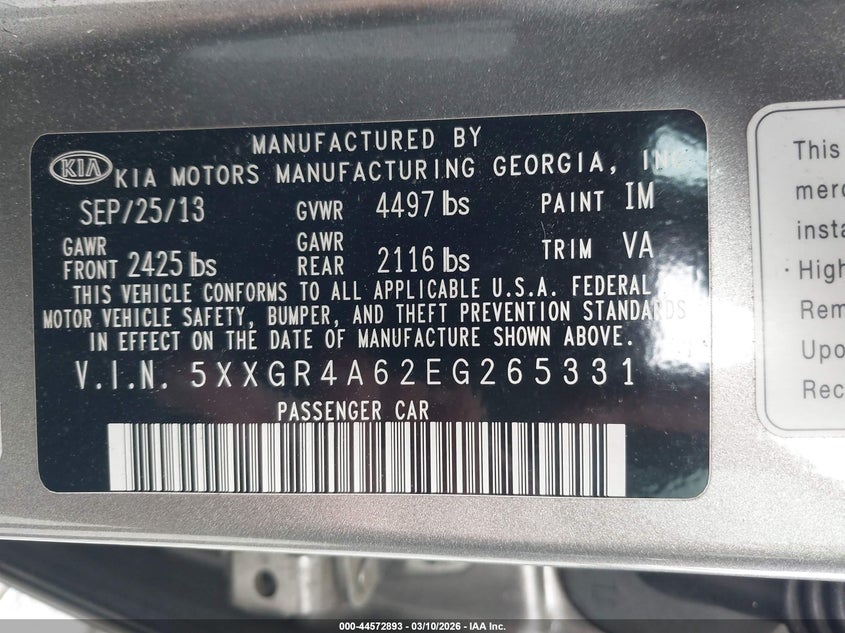 MANUFACTURED BY
KIA KIA MOTORS MANUFACTURING GEORGIA, INC
SEP/25/13 GVWR 4497 lbs PAINT IM
GAWR FRONT 2425 lbs GAWR REAR 2116 lbs TRIM VA
THIS VEHICLE CONFORMS TO ALL APPLICABLE U.S.A. FEDERAL
MOTOR VEHICLE SAFETY, BUMPER, AND THEFT PREVENTION STANDARDS
IN EFFECT ON THE DATE OF MANUFACTURE SHOWN ABOVE.
V.I.N. 5XXGR4A62EG265331
PASSENGER CAR
This
merc
insta
· High
Rem
Upo
Rec
000-44572893 - 03/10/2026 - IAA Inc.